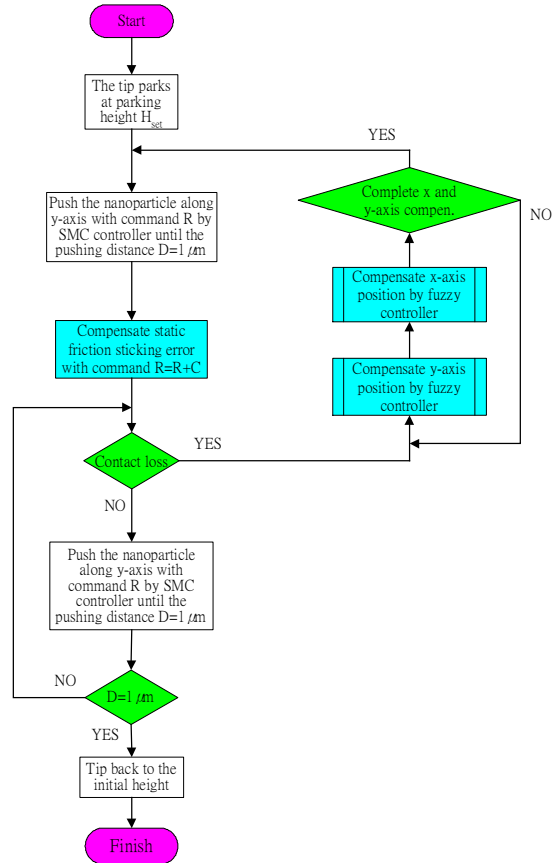 Start
The tip parks
at parking
height Hset
YES
Complete x and
y-axis compen.
NO
Push the nanoparticle along
y-axis with command R by
SMC controller until the
pushing distance D=1 μm
Compensate x-axis
position by fuzzy
controller
Compensate static
friction sticking error
with command R=R+C
Compensate y-axis
position by fuzzy
controller
YES
Contact loss
NO
Push the nanoparticle
along y-axis with
command R by SMC
controller until the
pushing distance D=1 μm
NO
D=1 μm
YES
Tip back to the
initial height
Finish